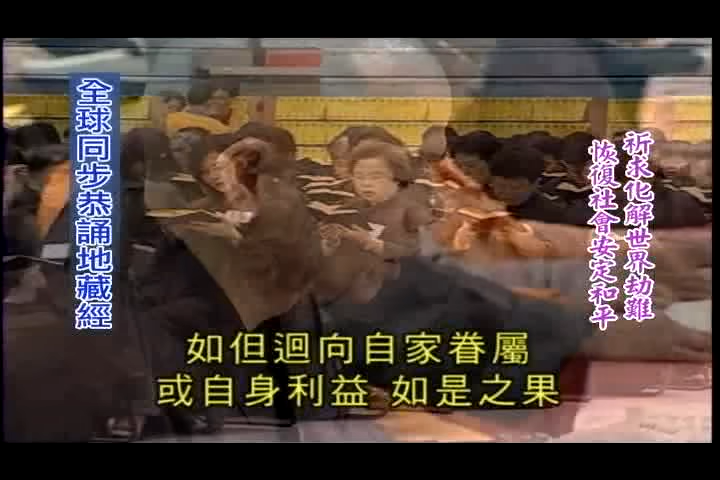 全球同步恭誦地藏經
祈求化解世界劫難
恢復社會安定和平
如但迴向自家眷屬
或自身利益 如是之果